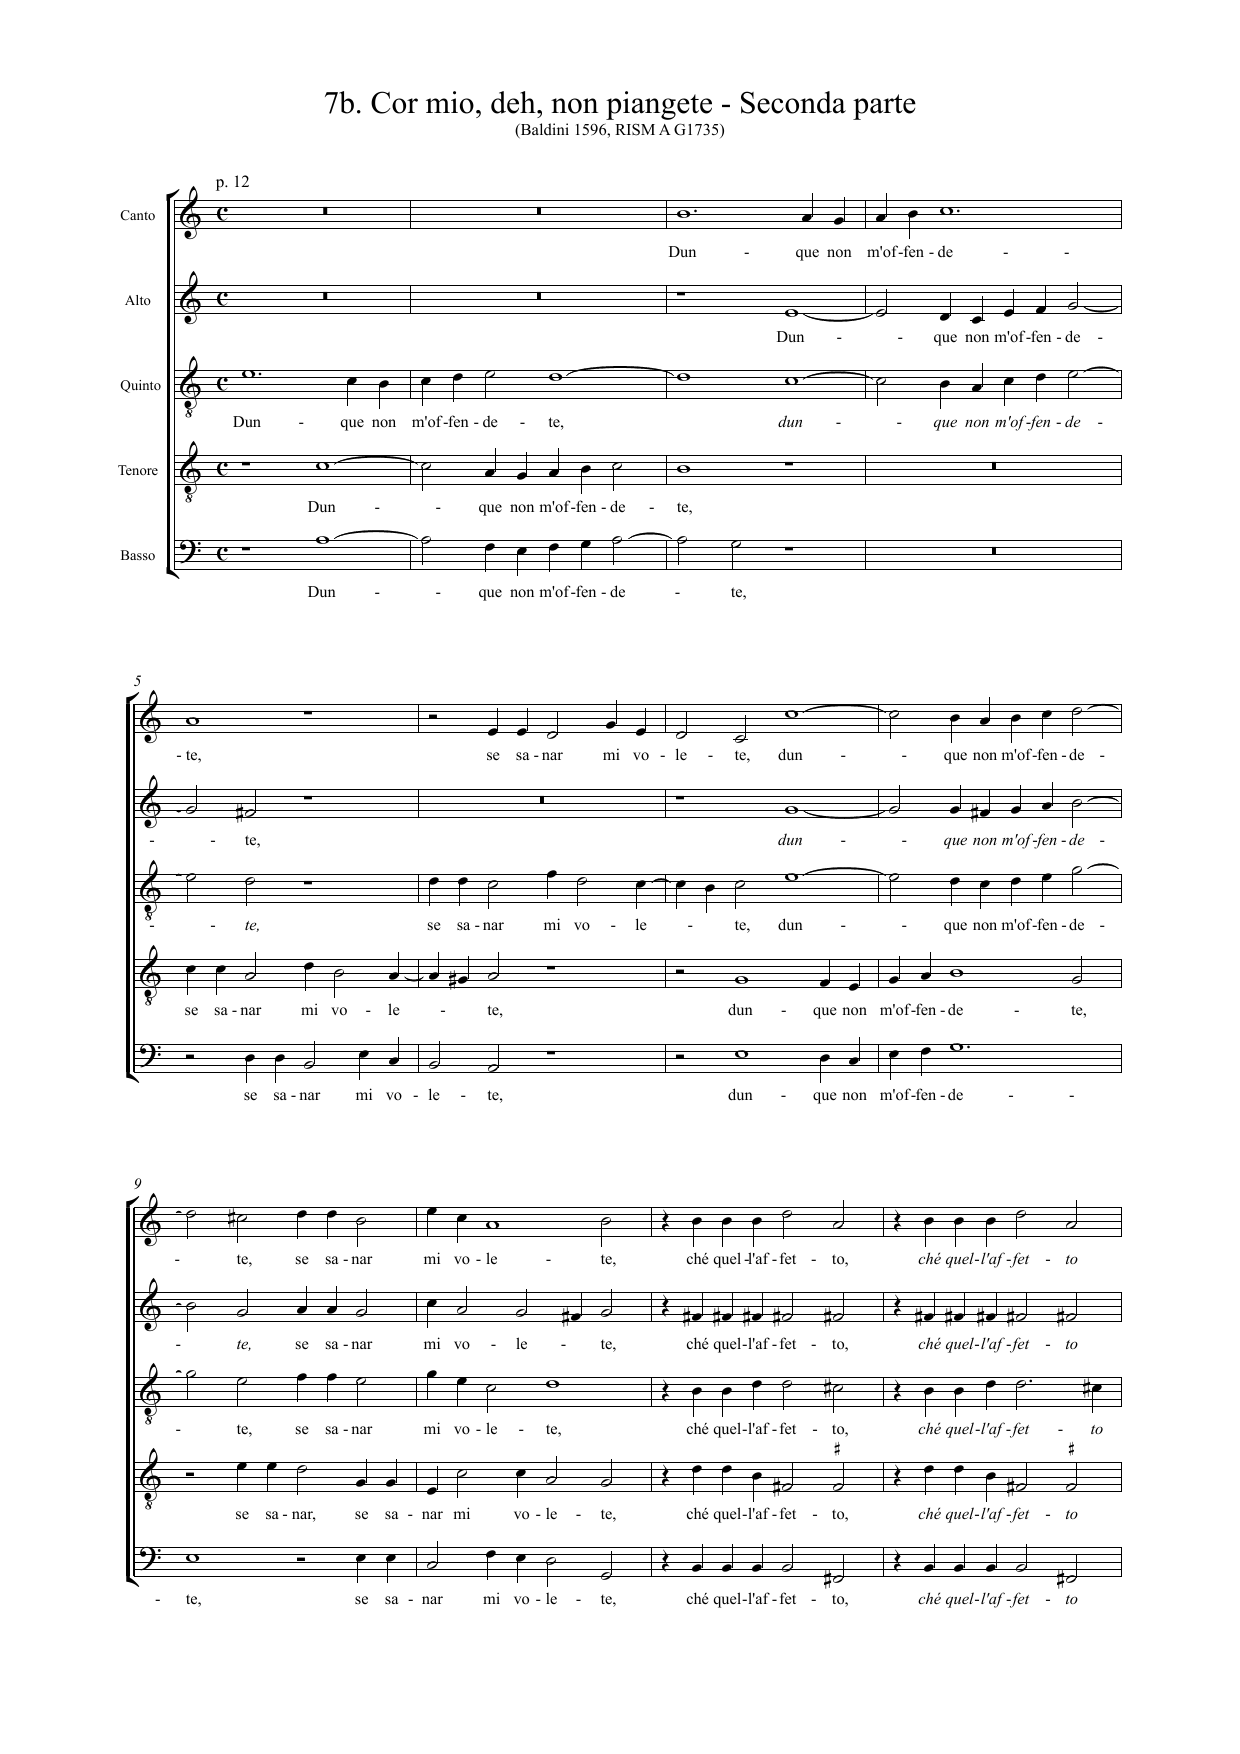 7b. Cor mio, deh, non piangete - Seconda parte
(Baldini 1596, RISM A G1735)
p. 12
Canto
Dun - que non m'of-fen - de - -
Alto
Dun - - que non m'of-fen - de -
Quinto
Dun - que non m'of-fen - de - te, dun - - que non m'of-fen - de -
Tenore
Dun - - que non m'of-fen - de - te,
Basso
Dun - - que non m'of-fen - de - te,
5
- te, se sa - nar mi vo - le - te, dun - - que non m'of-fen - de -
- - te, dun - - que non m'of-fen - de -
- - te, se sa - nar mi vo - le - te, dun - - que non m'of-fen - de -
se sa - nar mi vo - le - te, dun - que non m'of-fen - de - te,
se sa - nar mi vo - le - te, dun - que non m'of-fen - de - -
9
- te, se sa - nar mi vo - le - te, ché quel-l'af - fet - to, ché quel-l'af - fet - to
- te, se sa - nar mi vo - le - te, ché quel-l'af - fet - to, ché quel-l'af - fet - to
- te, se sa - nar mi vo - le - te, ché quel-l'af - fet - to, ché quel-l'af - fet - to
se sa - nar, se sa - nar mi vo - le - te, ché quel-l'af - fet - to, ché quel-l'af - fet - to
- te, se sa - nar mi vo - le - te, ché quel-l'af - fet - to, ché quel-l'af - fet - to